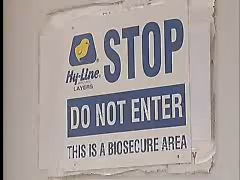 STOP
Hy-Line
LAYERS
DO NOT ENTER
THIS IS A BIOSECURE AREA